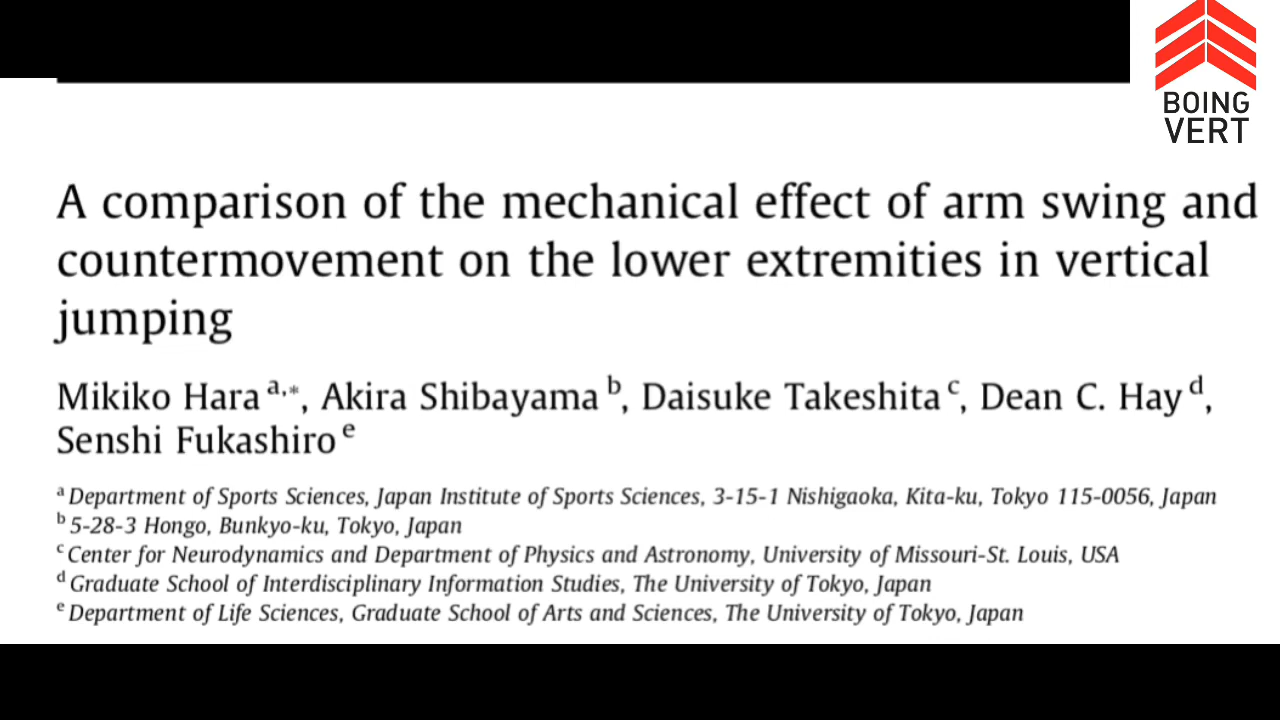 BOING
VERT
A comparison of the mechanical effect of arm swing and
countermovement on the lower extremities in vertical
jumping
Mikiko Hara a,*, Akira Shibayama b, Daisuke Takeshita c, Dean C. Hay d,
Senshi Fukashiro e
a Department of Sports Sciences, Japan Institute of Sports Sciences, 3-15-1 Nishigaoka, Kita-ku, Tokyo 115-0056, Japan
b 5-28-3 Hongo, Bunkyo-ku, Tokyo, Japan
c Center for Neurodynamics and Department of Physics and Astronomy, University of Missouri-St. Louis, USA
d Graduate School of Interdisciplinary Information Studies, The University of Tokyo, Japan
e Department of Life Sciences, Graduate School of Arts and Sciences, The University of Tokyo, Japan